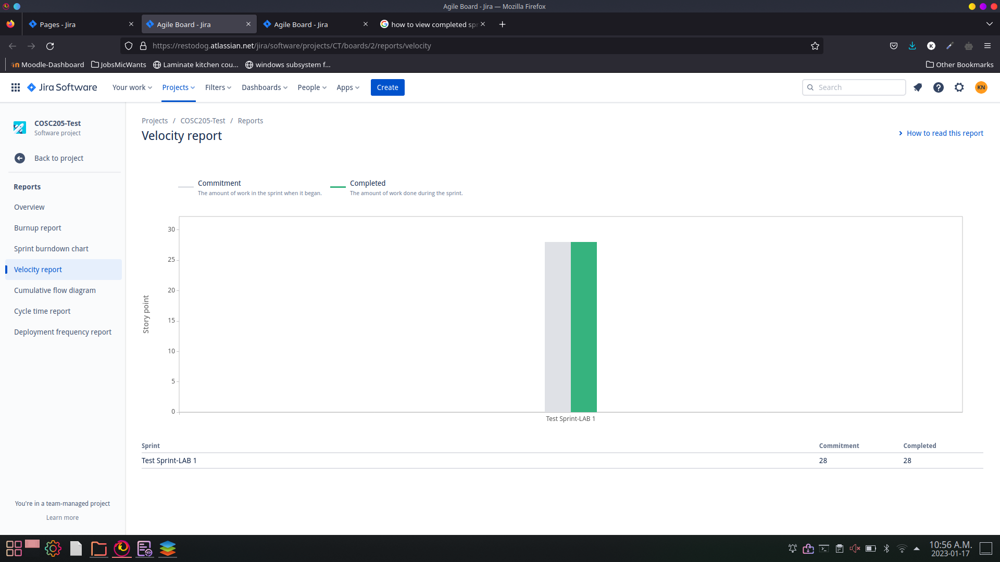 Agile Board - Jira — Mozilla Firefox
Pages - Jira
Agile Board - Jira
Agile Board - Jira
how to view completed spr
https://restodog.atlassian.net/jira/software/projects/CT/boards/2/reports/velocity
K
Moodle-Dashboard
JobsMicWants
Laminate kitchen cou...
windows subsystem f...
Other Bookmarks
Jira Software
Your work
Projects
Filters
Dashboards
People
Apps
Create
Search
KN
COSC205-Test
Software project
Back to project
Reports
Overview
Burnup report
Sprint burndown chart
Velocity report
Cumulative flow diagram
Cycle time report
Deployment frequency report
You're in a team-managed project
Learn more
Projects / COSC205-Test / Reports
Velocity report
How to read this report
Commitment
The amount of work in the sprint when it began.
Completed
The amount of work done during the sprint.
Story point
30
25
20
15
10
5
0
Test Sprint-LAB 1
Sprint Commitment Completed
Test Sprint-LAB 1 28 28
10:56 A.M.
2023-01-17